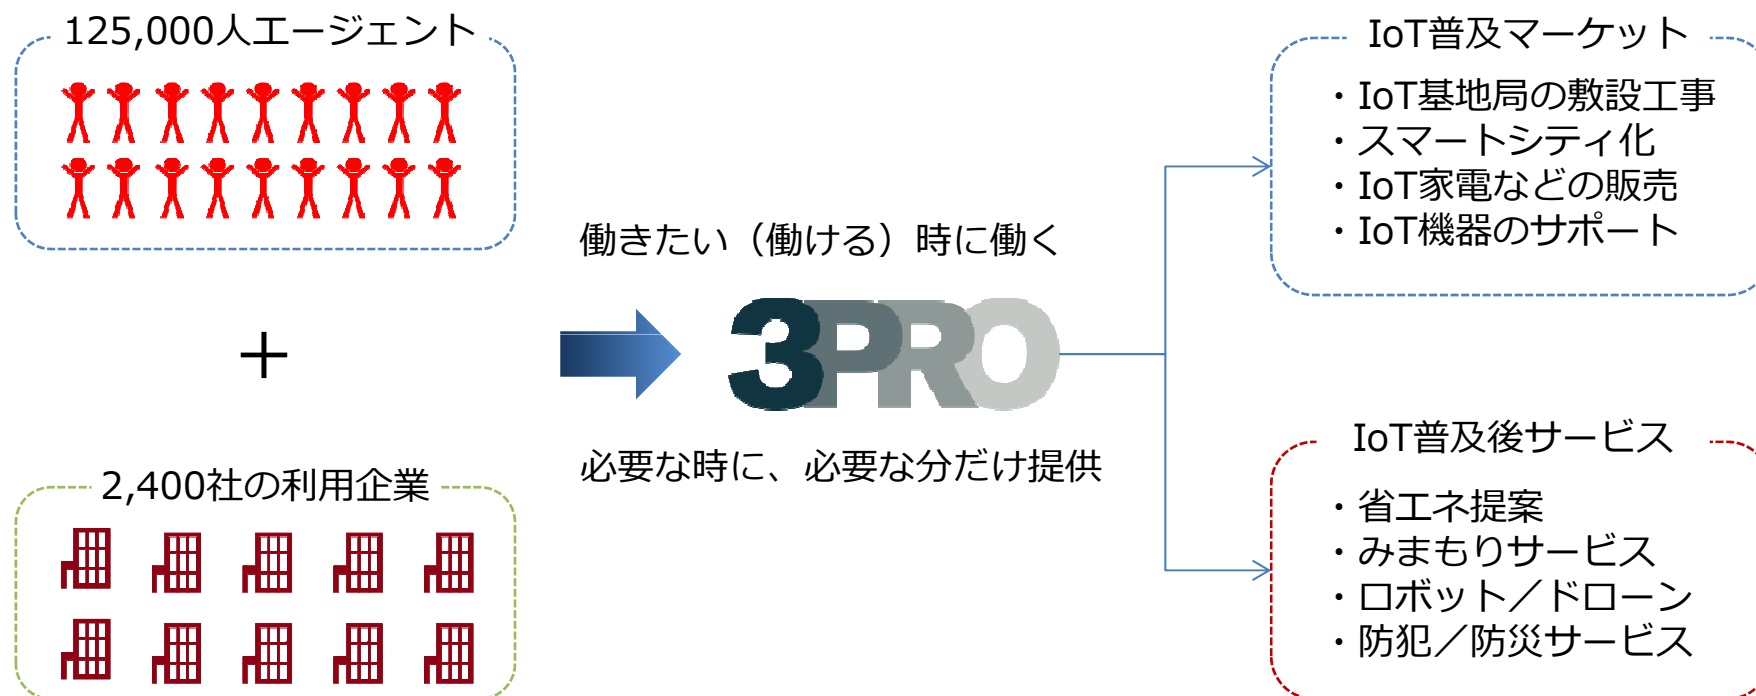 125,000人エージェント
+
2,400社の利用企業
働きたい（働ける）時に働く
3PRO
必要な時に、必要な分だけ提供
IoT普及マーケット
・IoT基地局の敷設工事
・スマートシティ化
・IoT家電などの販売
・IoT機器のサポート
IoT普及後サービス
・省エネ提案
・みまもりサービス
・ロボット／ドローン
・防犯／防災サービス